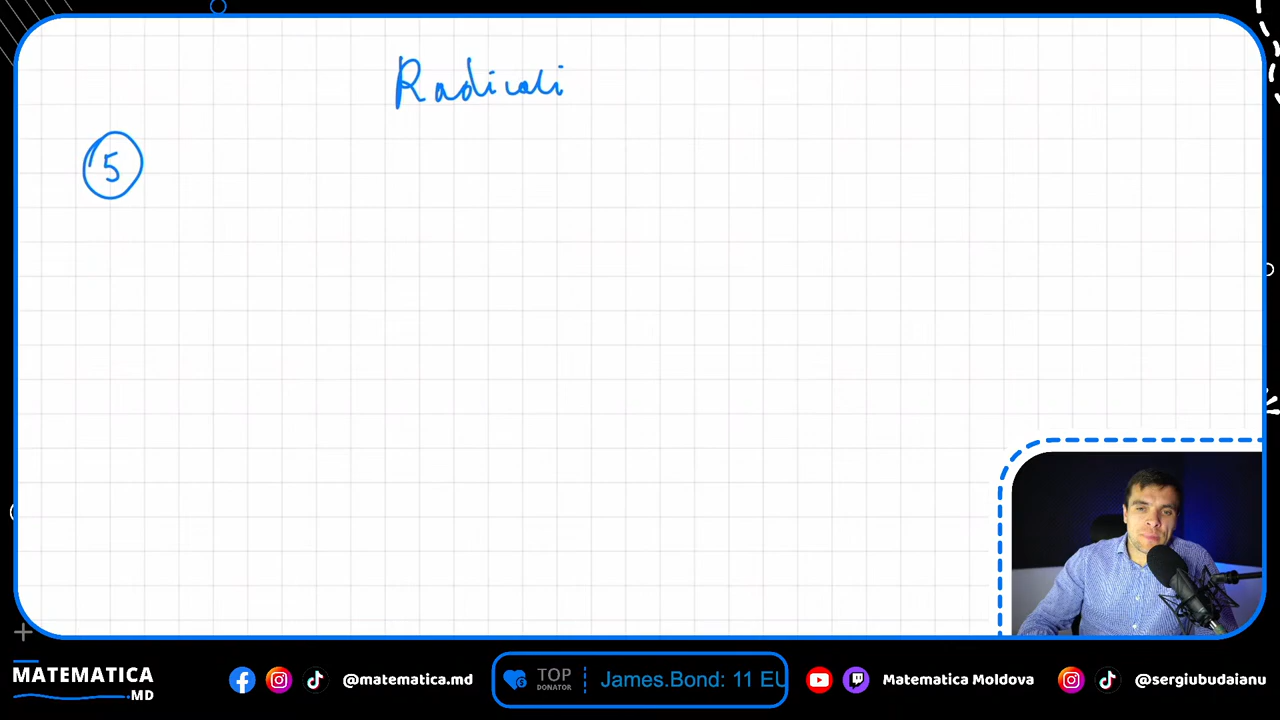 Radicali
5
MATEMATICA
.MD
@matematica.md
TOP
DONATOR
James.Bond: 11 EU
Matematica Moldova
@sergiubudaianu